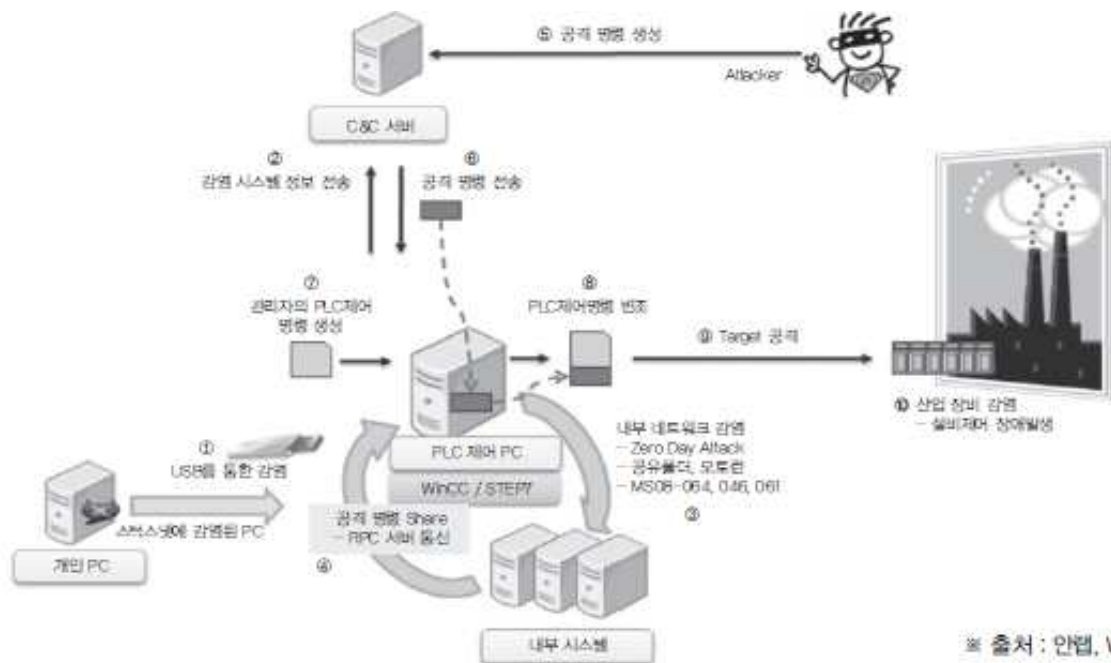 ⑤ 공격 명령 생성
Attacker
C&C 서버
②
감염 시스템 정보 전송
⑥
공격 명령 전송
⑦
관리자의 PLC제어
명령 생성
⑧
PLC제어명령 변조
⑨ Target 공격
⑩ 산업 장비 감염
- 설비제어 장애발생
①
USB를 통한 감염
스턱스넷에 감염된 PC
개인 PC
PLC 제어 PC
WinCC / STEP7
내부 네트워크 감염
- Zero Day Attack
- 공유폴더, 오토런
- MS08-064, 046, 061
③
공격 명령 Share
- RPC 서버 통신
④
내부 시스템
※ 출처 : 안랩,